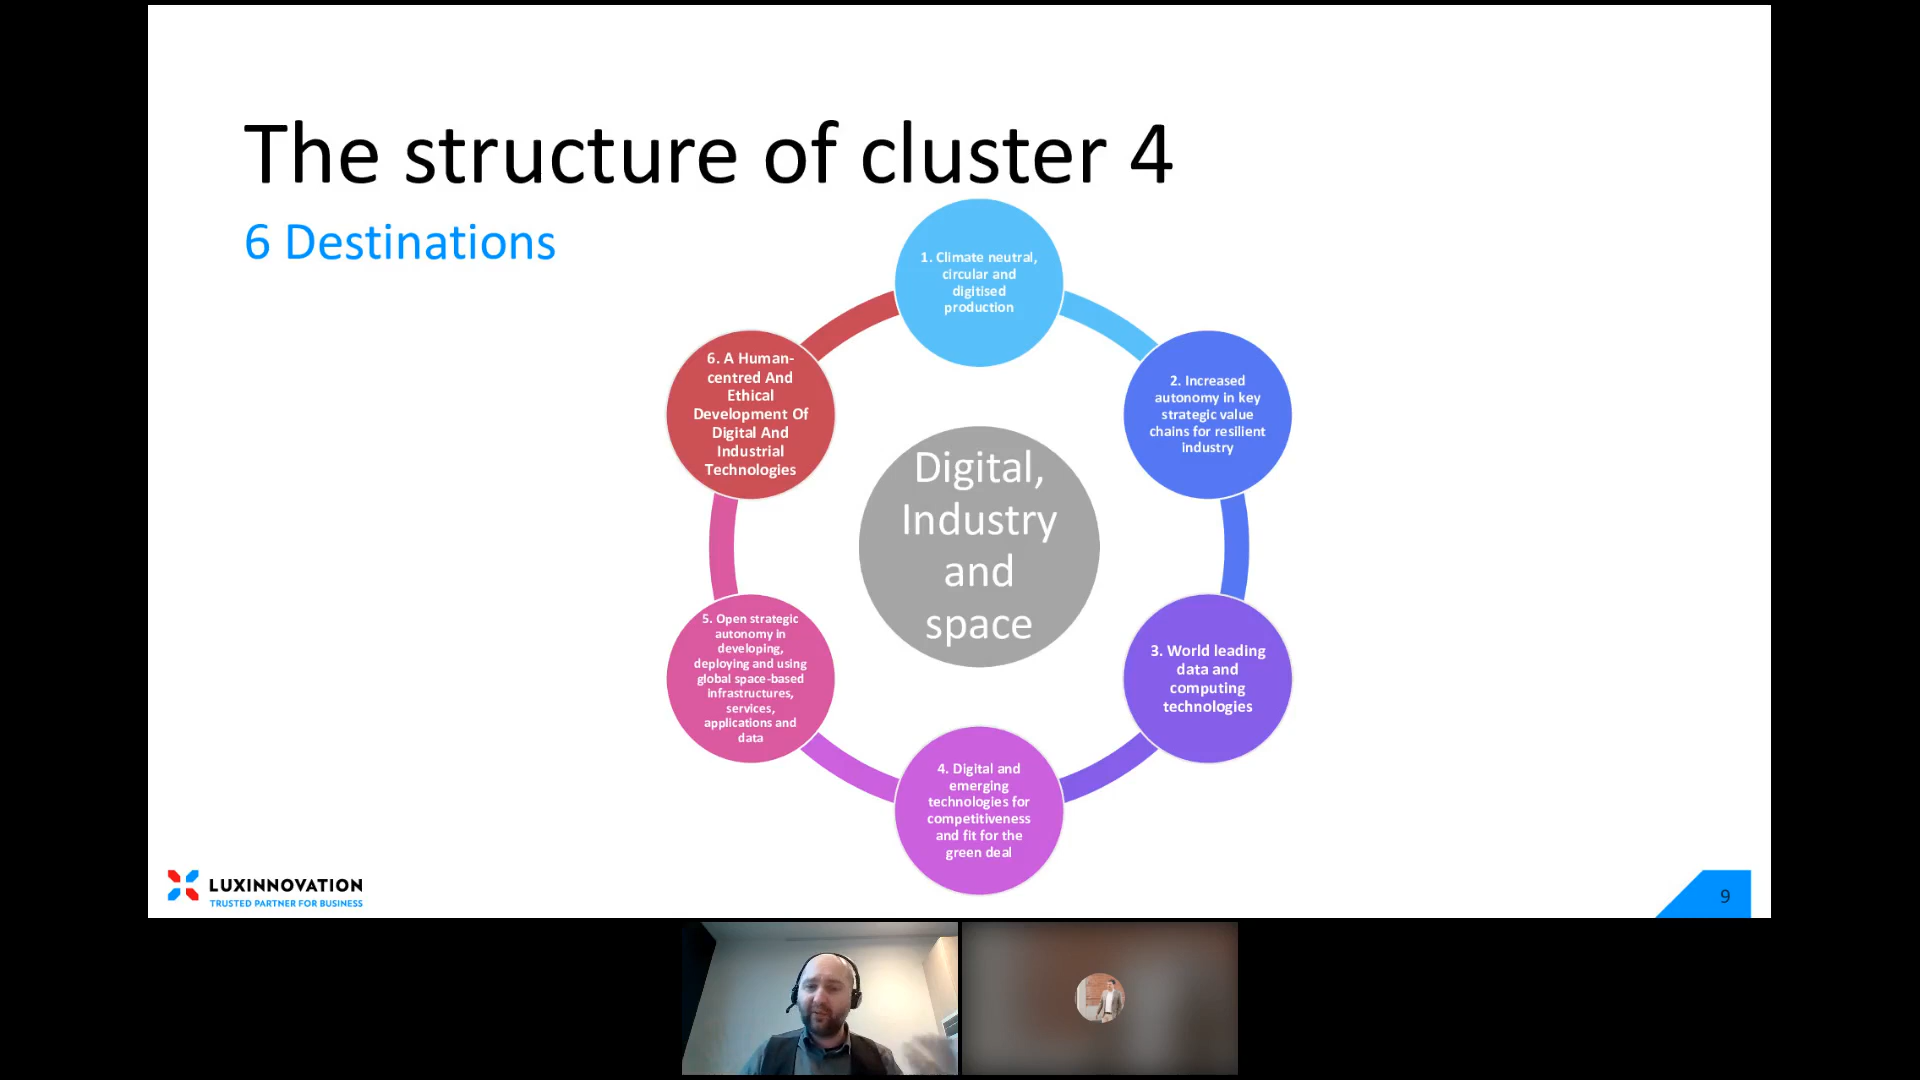 The structure of cluster 4
6 Destinations
1. Climate neutral,
circular and
digitised
production
2. Increased
autonomy in key
strategic value
chains for resilient
industry
3. World leading
data and
computing
technologies
4. Digital and
emerging
technologies for
competitiveness
and fit for the
green deal
5. Open strategic
autonomy in
developing,
deploying and using
global space-based
infrastructures,
services,
applications and
data
6. A Human-
centred And
Ethical
Development Of
Digital And
Industrial
Technologies
Digital,
Industry
and
space
LUXINNOVATION
TRUSTED PARTNER FOR BUSINESS
9